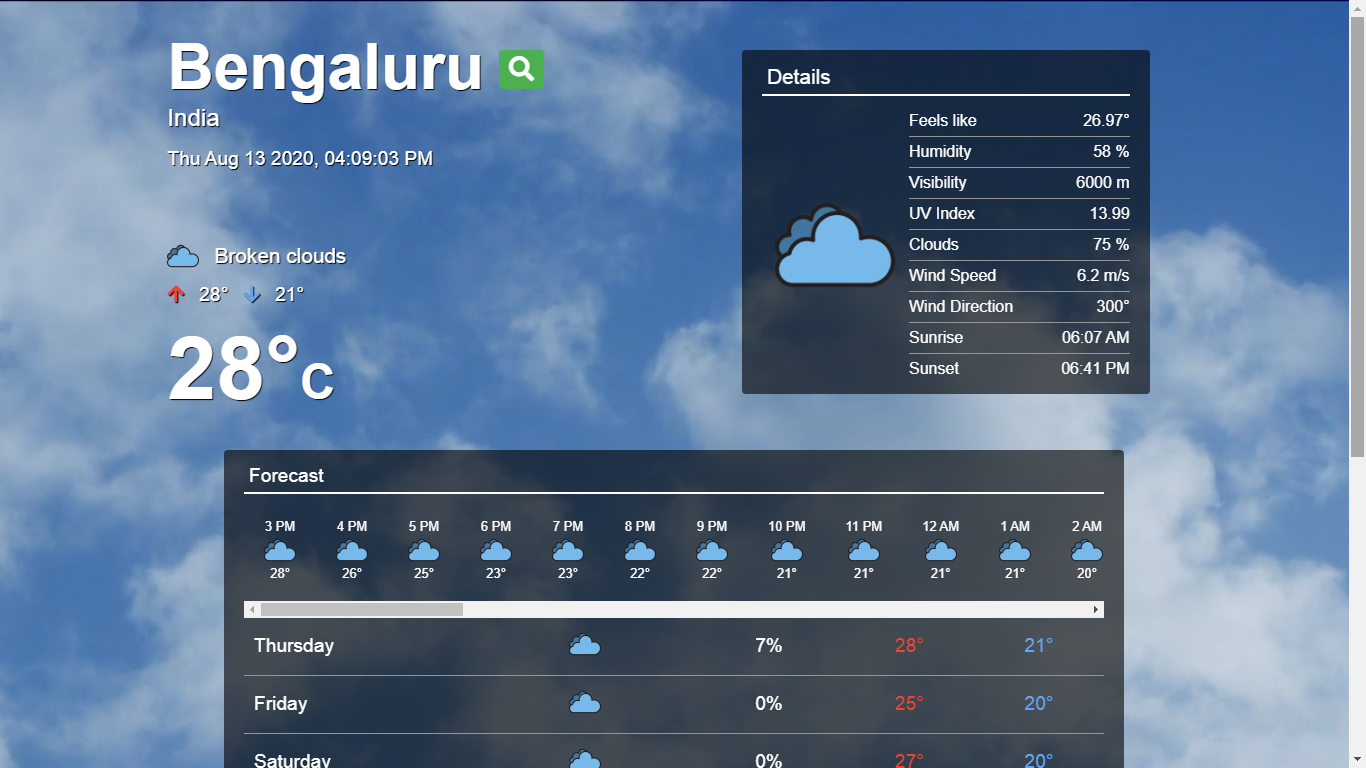 Bengaluru
India
Thu Aug 13 2020, 04:09:03 PM
Broken clouds
28° 21°
28°C
Details
Feels like 26.97°
Humidity 58 %
Visibility 6000 m
UV Index 13.99
Clouds 75 %
Wind Speed 6.2 m/s
Wind Direction 300°
Sunrise 06:07 AM
Sunset 06:41 PM
Forecast
3 PM 4 PM 5 PM 6 PM 7 PM 8 PM 9 PM 10 PM 11 PM 12 AM 1 AM 2 AM
28° 26° 25° 23° 23° 22° 22° 21° 21° 21° 21° 20°
Thursday 7% 28° 21°
Friday 0% 25° 20°
Saturday 0% 27° 20°